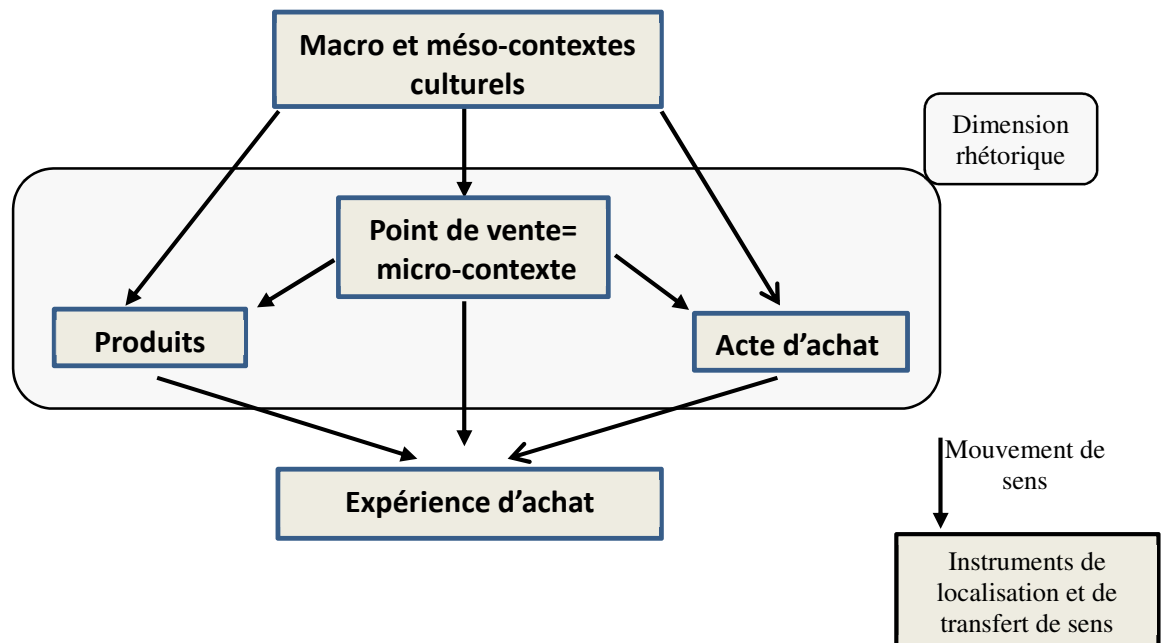 Macro et méso-contextes
culturels
Dimension
rhétorique
Point de vente=
micro-contexte
Produits
Acte d’achat
Expérience d’achat
Mouvement de
sens
Instruments de
localisation et de
transfert de sens